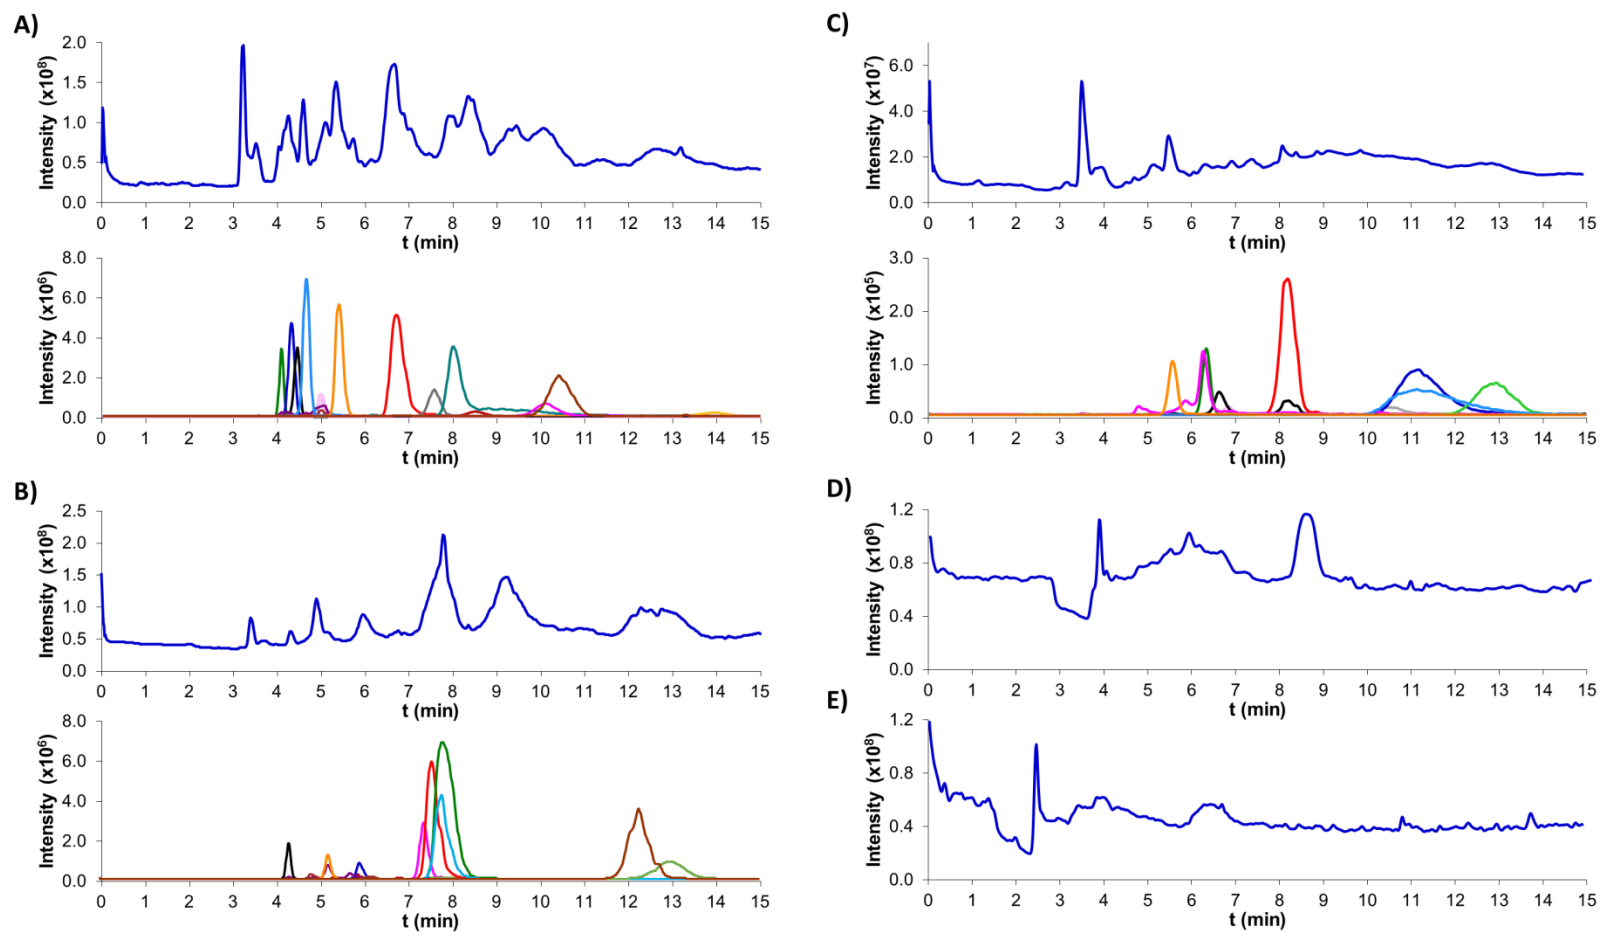 A)
Intensity (x10⁸)
2.0
1.5
1.0
0.5
0.0
0 1 2 3 4 5 6 7 8 9 10 11 12 13 14 15
t (min)
Intensity (x10⁶)
8.0
6.0
4.0
2.0
0.0
0 1 2 3 4 5 6 7 8 9 10 11 12 13 14 15
t (min)
B)
Intensity (x10⁸)
2.5
2.0
1.5
1.0
0.5
0.0
0 1 2 3 4 5 6 7 8 9 10 11 12 13 14 15
t (min)
Intensity (x10⁶)
8.0
6.0
4.0
2.0
0.0
0 1 2 3 4 5 6 7 8 9 10 11 12 13 14 15
t (min)
C)
Intensity (x10⁷)
6.0
4.0
2.0
0.0
0 1 2 3 4 5 6 7 8 9 10 11 12 13 14 15
t (min)
Intensity (x10⁵)
3.0
2.0
1.0
0.0
0 1 2 3 4 5 6 7 8 9 10 11 12 13 14 15
t (min)
D)
Intensity (x10⁸)
1.2
0.8
0.4
0.0
0 1 2 3 4 5 6 7 8 9 10 11 12 13 14 15
t (min)
E)
Intensity (x10⁸)
1.2
0.8
0.4
0.0
0 1 2 3 4 5 6 7 8 9 10 11 12 13 14 15
t (min)